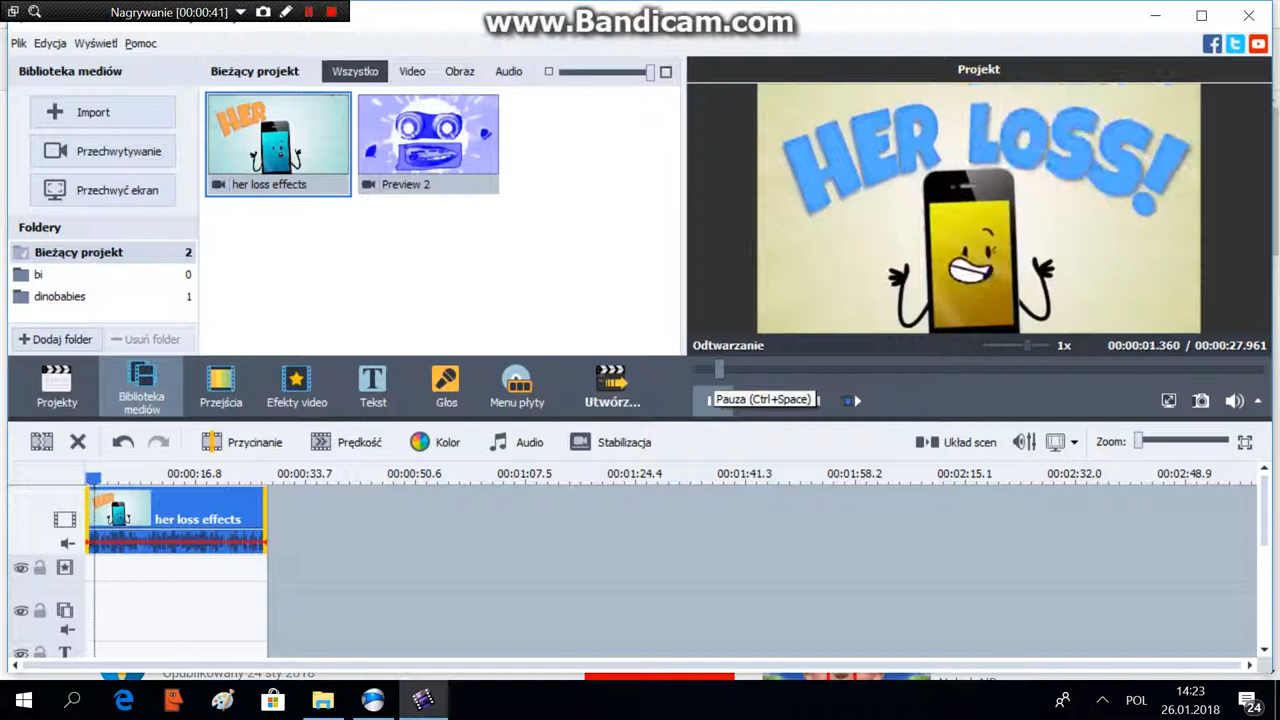 Nagrywanie [00:00:41]
www.Bandicam.com
Plik Edycja Wyświetl Pomoc
Biblioteka mediów
Bieżący projekt Wszystko Video Obraz Audio
Projekt
Import
Przechwytywanie
Przechwyć ekran
HER
her loss effects
Preview 2
HER LOSS!
Foldery
Bieżący projekt 2
bi 0
dinobabies 1
Dodaj folder Usuń folder
Odtwarzanie 1x 00:00:01.360 / 00:00:27.961
Projekty
Biblioteka mediów
Przejścia
Efekty video
Tekst
Głos
Menu płyty
Utwórz...
Pauza (Ctrl+Space)
Przycinanie Prędkość Kolor Audio Stabilizacja Układ scen Zoom:
00:00:16.8 00:00:33.7 00:00:50.6 00:01:07.5 00:01:24.4 00:01:41.3 00:01:58.2 00:02:15.1 00:02:32.0 00:02:48.9
HER
her loss effects
T
Opublikowany 24 sty 2018
POL
14:23
26.01.2018
24